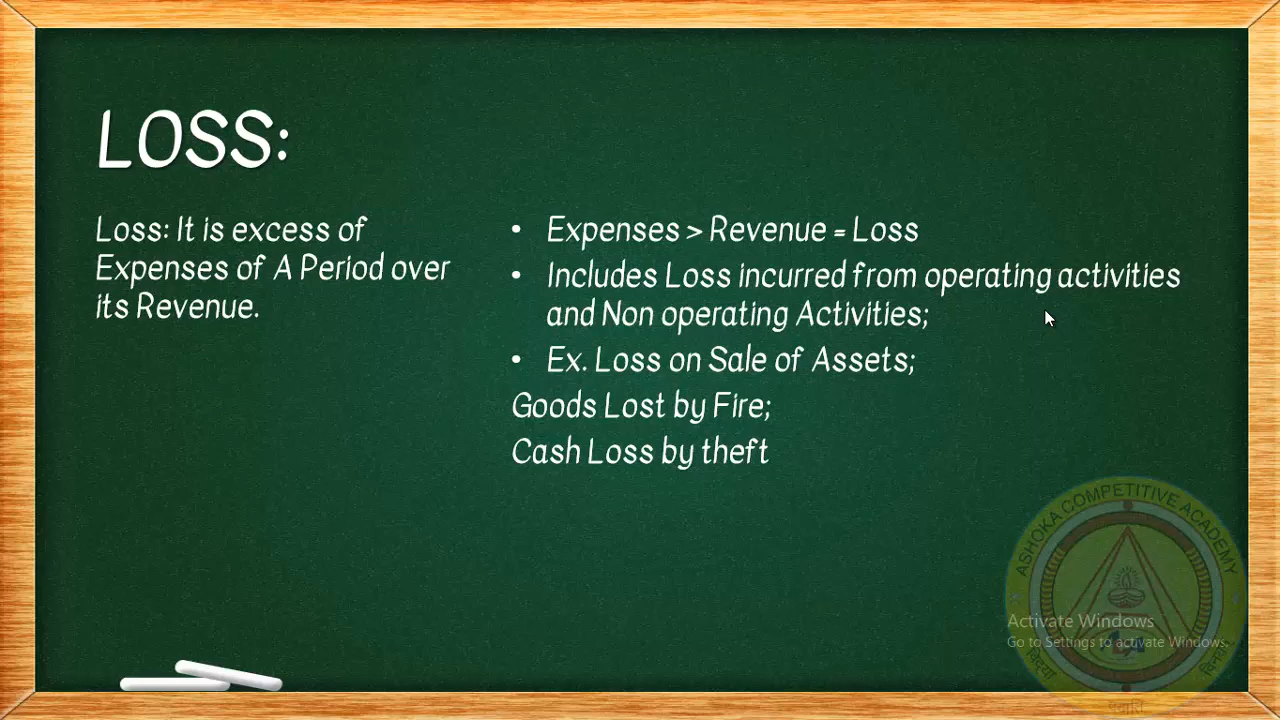 LOSS:
Loss: It is excess of
Expenses of A Period over
its Revenue.
• Expenses > Revenue = Loss
• Includes Loss incurred from operating activities
and Non operating Activities;
• Ex. Loss on Sale of Assets;
Goods Lost by Fire;
Cash Loss by theft
ASHOKA COMPETITIVE ACADEMY
Activate Windows
Go to Settings to activate Windows.